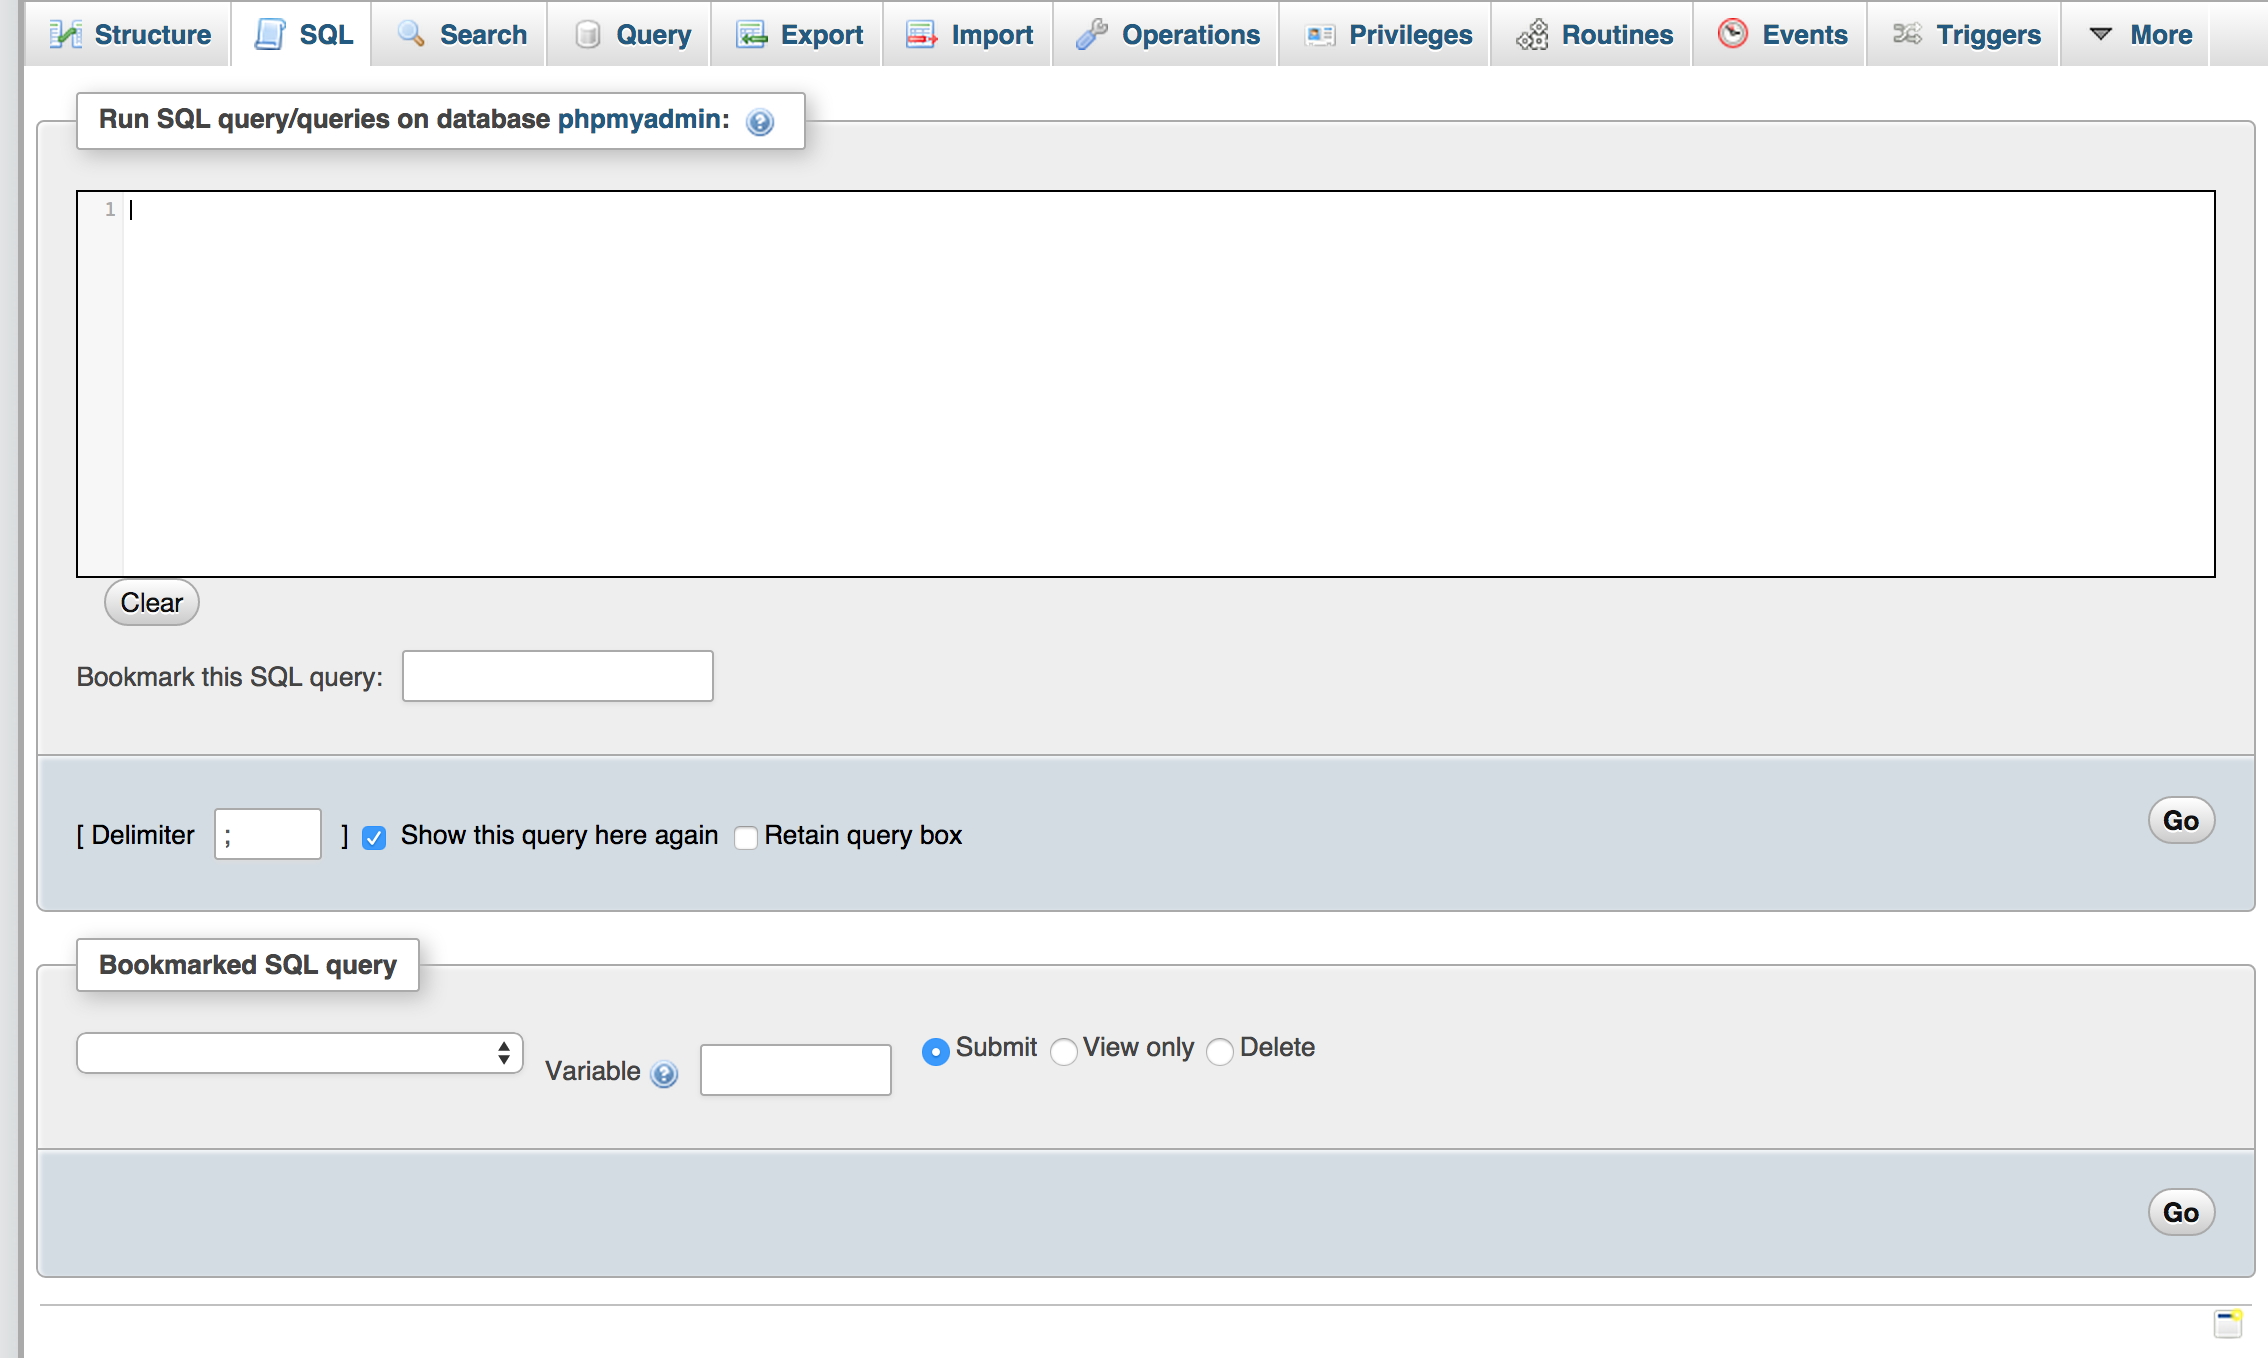 Structure SQL Search Query Export Import Operations Privileges Routines Events Triggers More
Run SQL query/queries on database phpmyadmin:
1
Clear
Bookmark this SQL query:
[ Delimiter ; ] Show this query here again Retain query box
Go
Bookmarked SQL query
Variable Submit View only Delete
Go